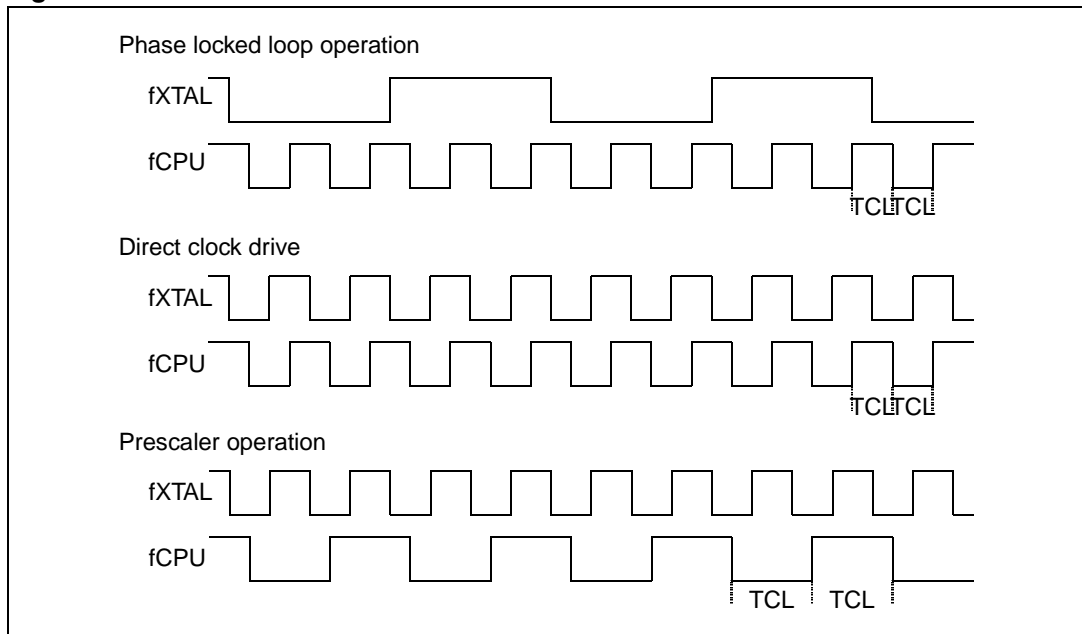 Phase locked loop operation
fXTAL
fCPU
TCL TCL
Direct clock drive
fXTAL
fCPU
TCL TCL
Prescaler operation
fXTAL
fCPU
TCL TCL